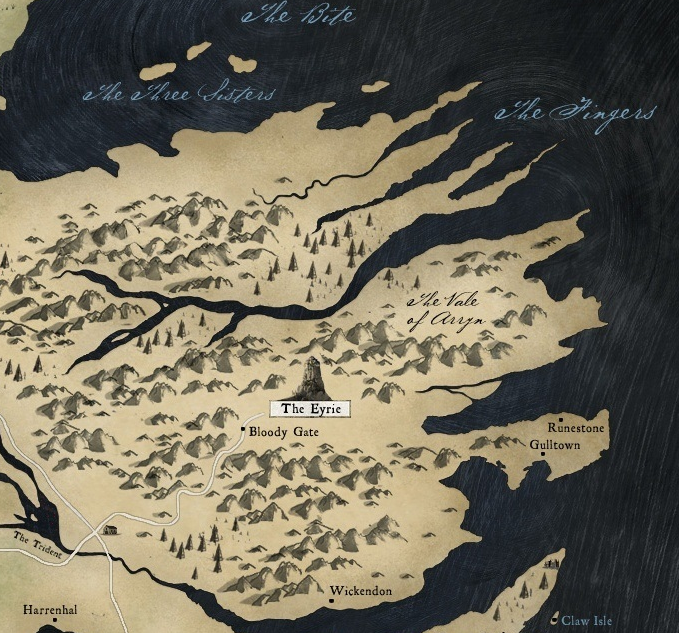 The Bite
The Three Sisters
The Fingers
The Vale
of Arryn
The Eyrie
Bloody Gate
Runestone
Gulltown
The Trident
Wickendon
Harrenhal
Claw Isle